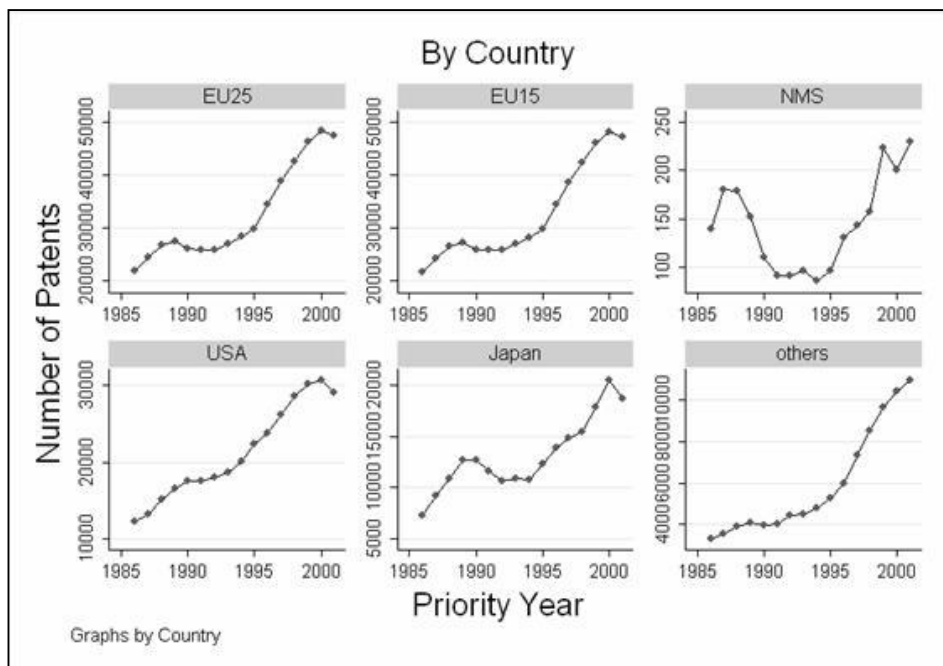 By Country
EU25
EU15
NMS
Number of Patents
50000
40000
30000
20000
1985 1990 1995 2000
50000
40000
30000
20000
1985 1990 1995 2000
250
200
150
100
1985 1990 1995 2000
USA
Japan
others
30000
20000
10000
1985 1990 1995 2000
20000
15000
10000
5000
1985 1990 1995 2000
10000
8000
6000
4000
1985 1990 1995 2000
Priority Year
Graphs by Country